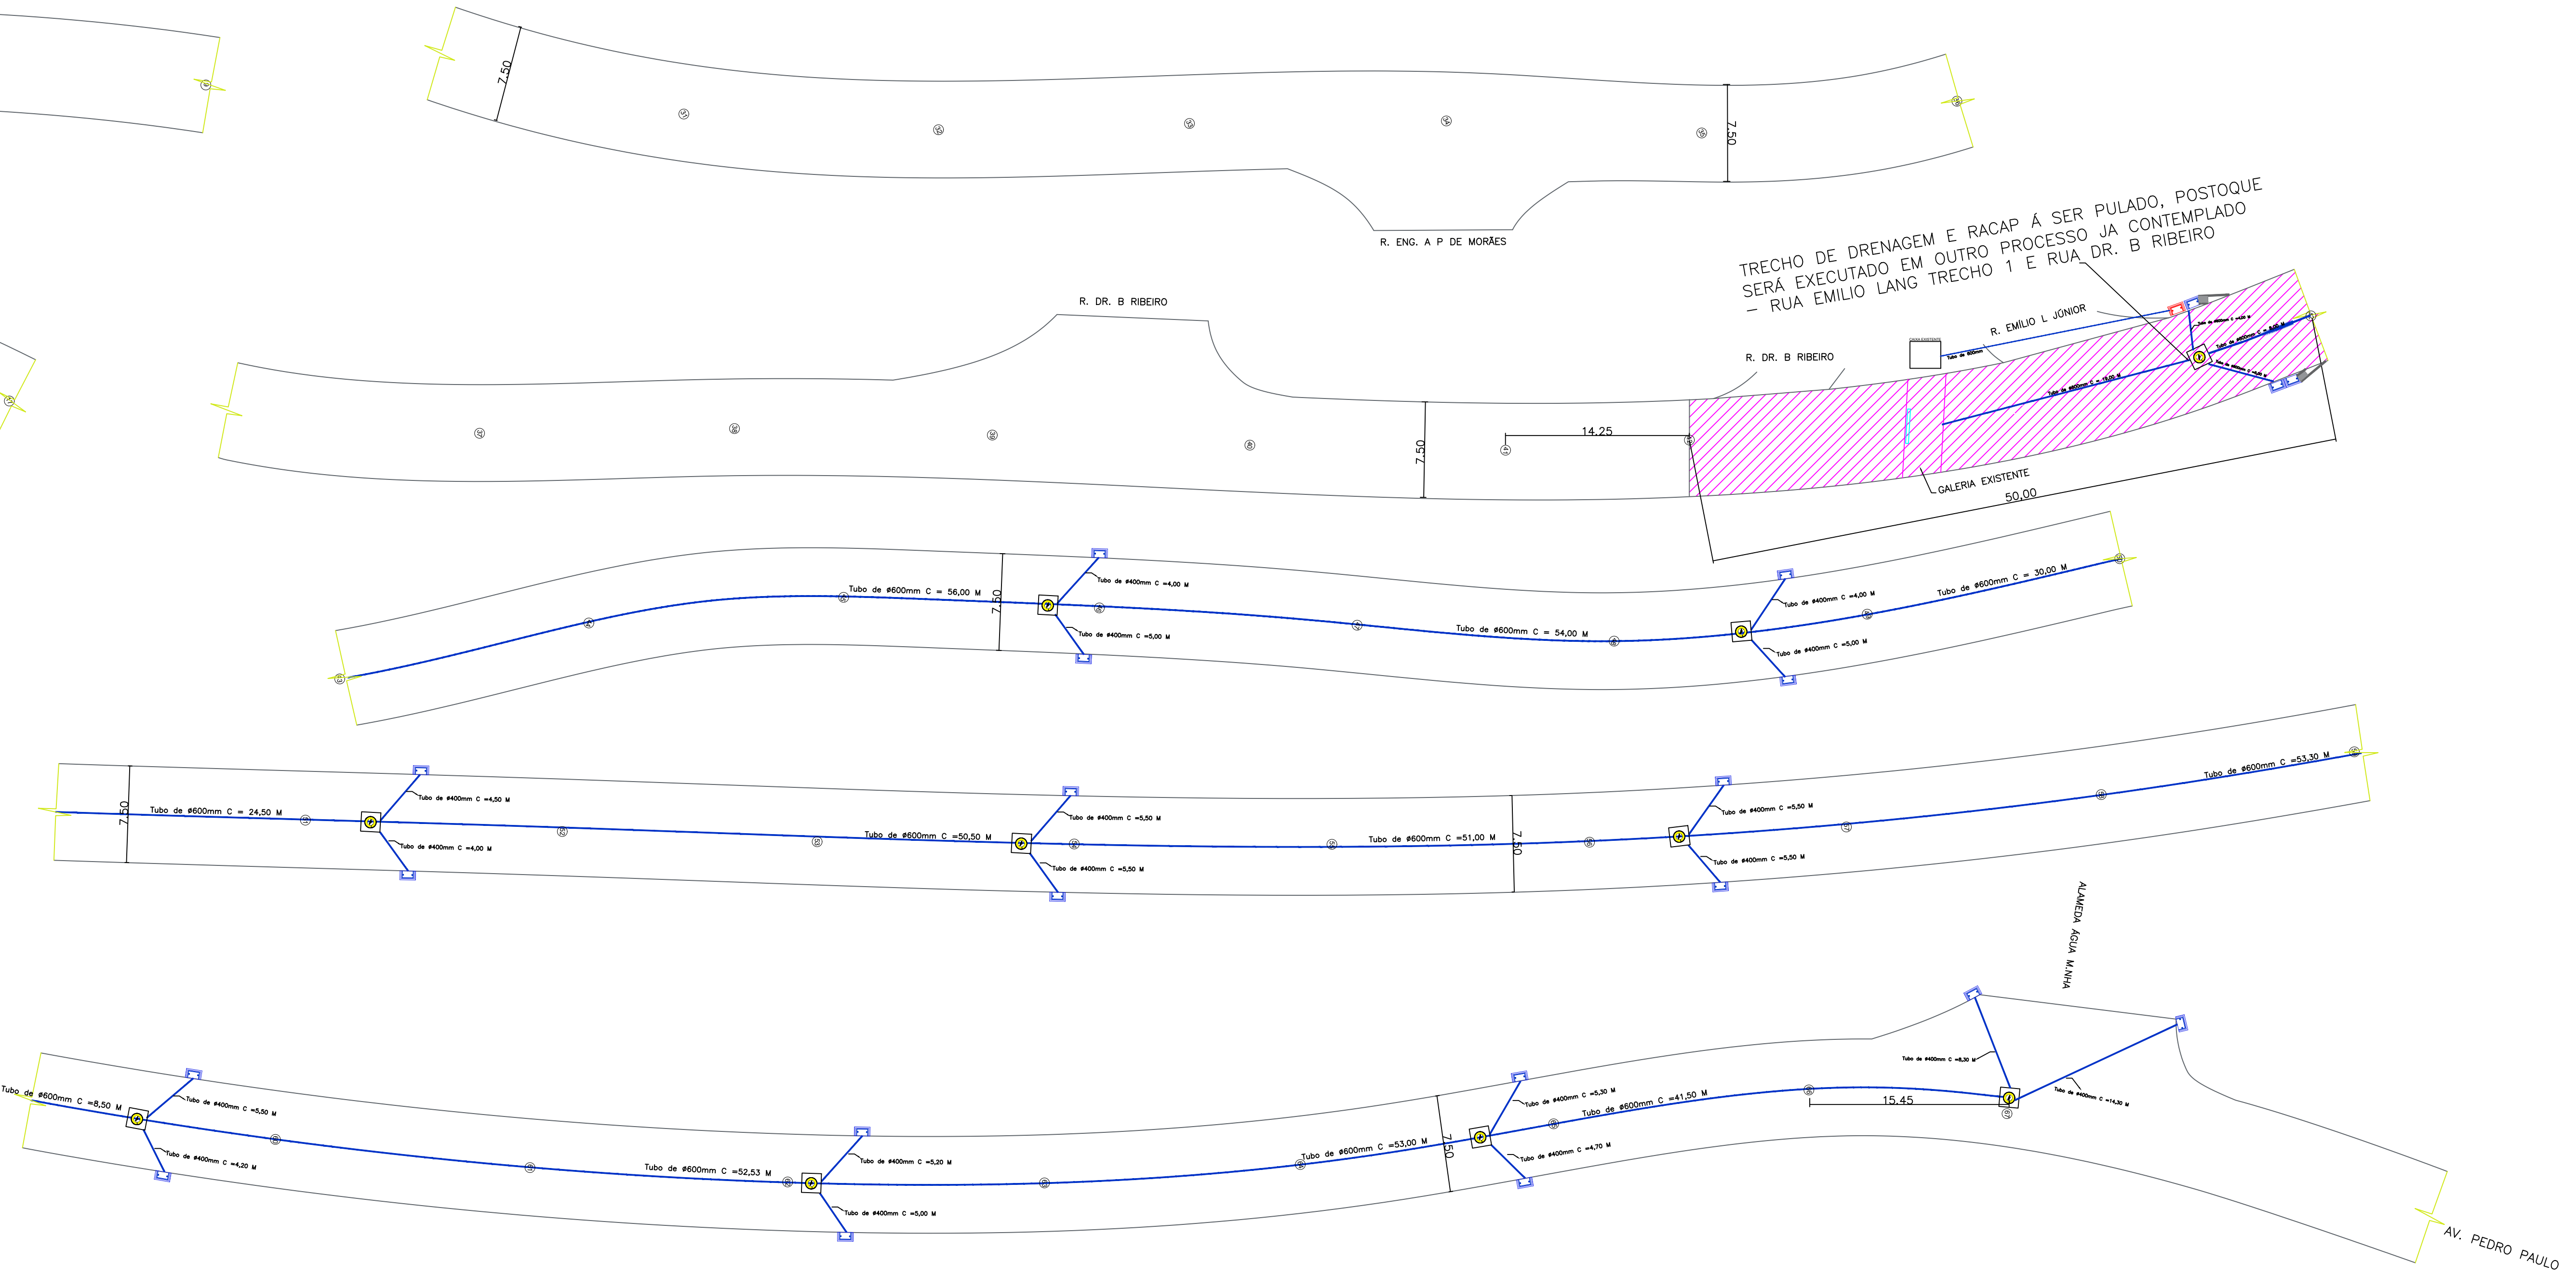 7.50
7.50
R. ENG. A P DE MORÃES
TRECHO DE DRENAGEM E RACAP Á SER PULADO, POSTOQUE
SERÁ EXECUTADO EM OUTRO PROCESSO JA CONTEMPLADO
– RUA EMILIO LANG TRECHO 1 E RUA DR. B RIBEIRO
R. DR. B RIBEIRO
R. EMÍLIO L JÚNIOR
R. DR. B RIBEIRO
CAIXA EXISTENTE
7.50
14.25
GALERIA EXISTENTE
50,00
Tubo de ø600mm C = 56,00 M
7.50
Tubo de ø400mm C =4,00 M
Tubo de ø400mm C =5,00 M
Tubo de ø600mm C = 54,00 M
Tubo de ø400mm C =4,00 M
Tubo de ø400mm C =5,00 M
Tubo de ø600mm C = 30,00 M
7.50
Tubo de ø600mm C = 24,50 M
Tubo de ø400mm C =4,50 M
Tubo de ø400mm C =4,00 M
Tubo de ø600mm C =50,50 M
Tubo de ø400mm C =5,50 M
Tubo de ø400mm C =5,50 M
Tubo de ø600mm C =51,00 M
7.50
Tubo de ø400mm C =5,50 M
Tubo de ø400mm C =5,50 M
Tubo de ø600mm C =53,30 M
ALAMEDA ÁGUA M.NHA
Tubo de ø600mm C =8,50 M
Tubo de ø400mm C =5,50 M
Tubo de ø400mm C =4,20 M
Tubo de ø600mm C =52,53 M
Tubo de ø400mm C =5,20 M
Tubo de ø400mm C =5,00 M
Tubo de ø600mm C =53,00 M
7.50
Tubo de ø400mm C =5,30 M
Tubo de ø600mm C =41,50 M
Tubo de ø400mm C =4,70 M
15.45
Tubo de ø400mm C =8,30 M
Tubo de ø400mm C =14,30 M
AV. PEDRO PAULO